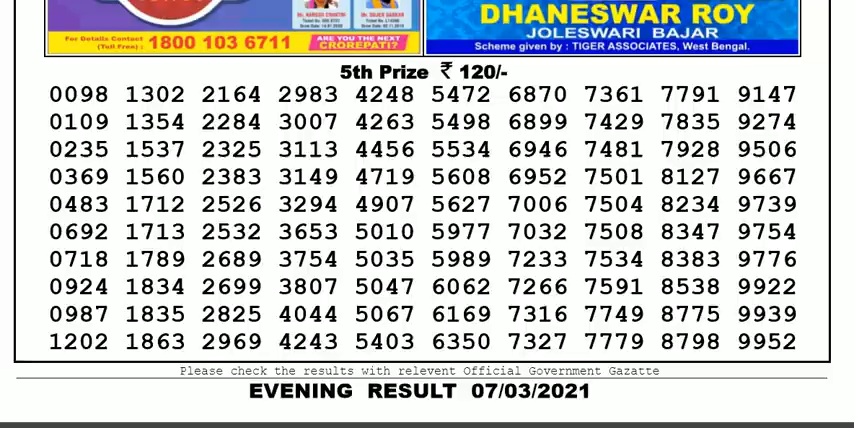 Mr. NARESH CHHETRI
Mr. SUJEN SARKAR
DHANESWAR ROY
JOLESWARI BAJAR
Scheme given by : TIGER ASSOCIATES, West Bengal.
For Details Contact
(Toll Free) : 1800 103 6711
ARE YOU THE NEXT
CROREPATI?
5th Prize ₹ 120/-
0098 1302 2164 2983 4248 5472 6870 7361 7791 9147
0109 1354 2284 3007 4263 5498 6899 7429 7835 9274
0235 1537 2325 3113 4456 5534 6946 7481 7928 9506
0369 1560 2383 3149 4719 5608 6952 7501 8127 9667
0483 1712 2526 3294 4907 5627 7006 7504 8234 9739
0692 1713 2532 3653 5010 5977 7032 7508 8347 9754
0718 1789 2689 3754 5035 5989 7233 7534 8383 9776
0924 1834 2699 3807 5047 6062 7266 7591 8538 9922
0987 1835 2825 4044 5067 6169 7316 7749 8775 9939
1202 1863 2969 4243 5403 6350 7327 7779 8798 9952
Please check the results with relevent Official Government Gazatte
EVENING RESULT 07/03/2021